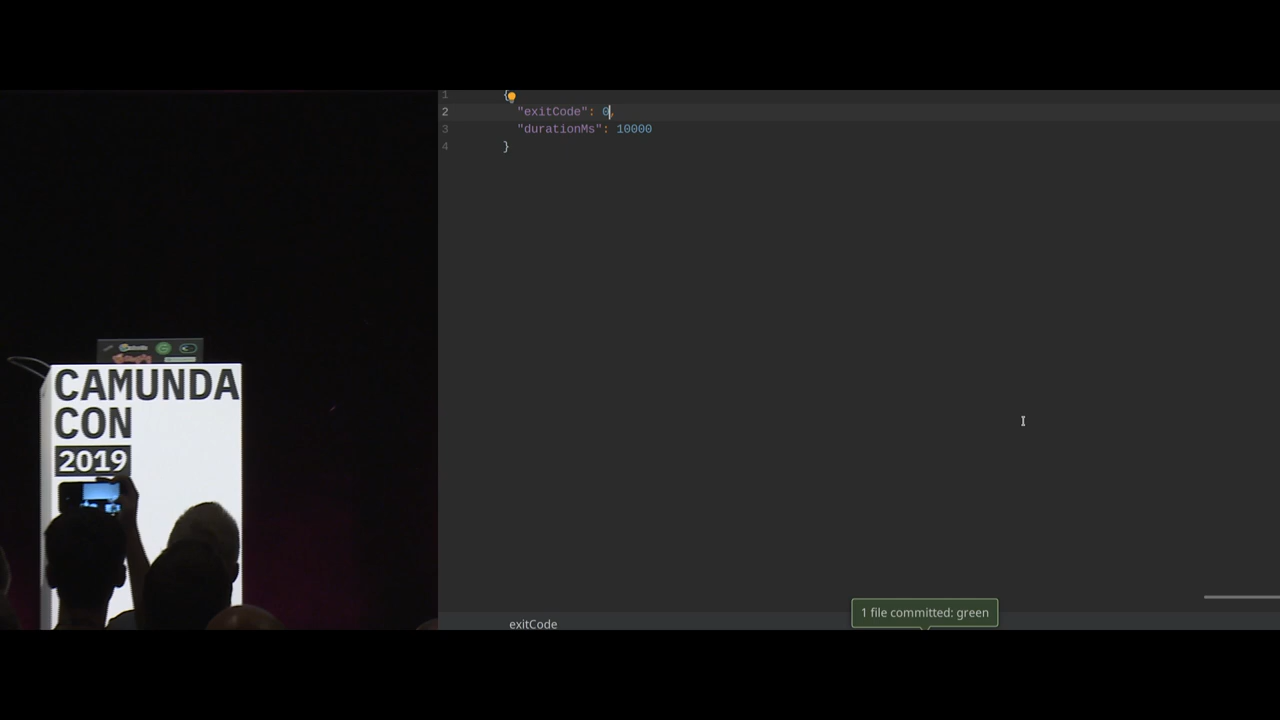 CAMUNDA
CON
2019
1 {
2 "exitCode": 0,
3 "durationMs": 10000
4 }
1 file committed: green
exitCode